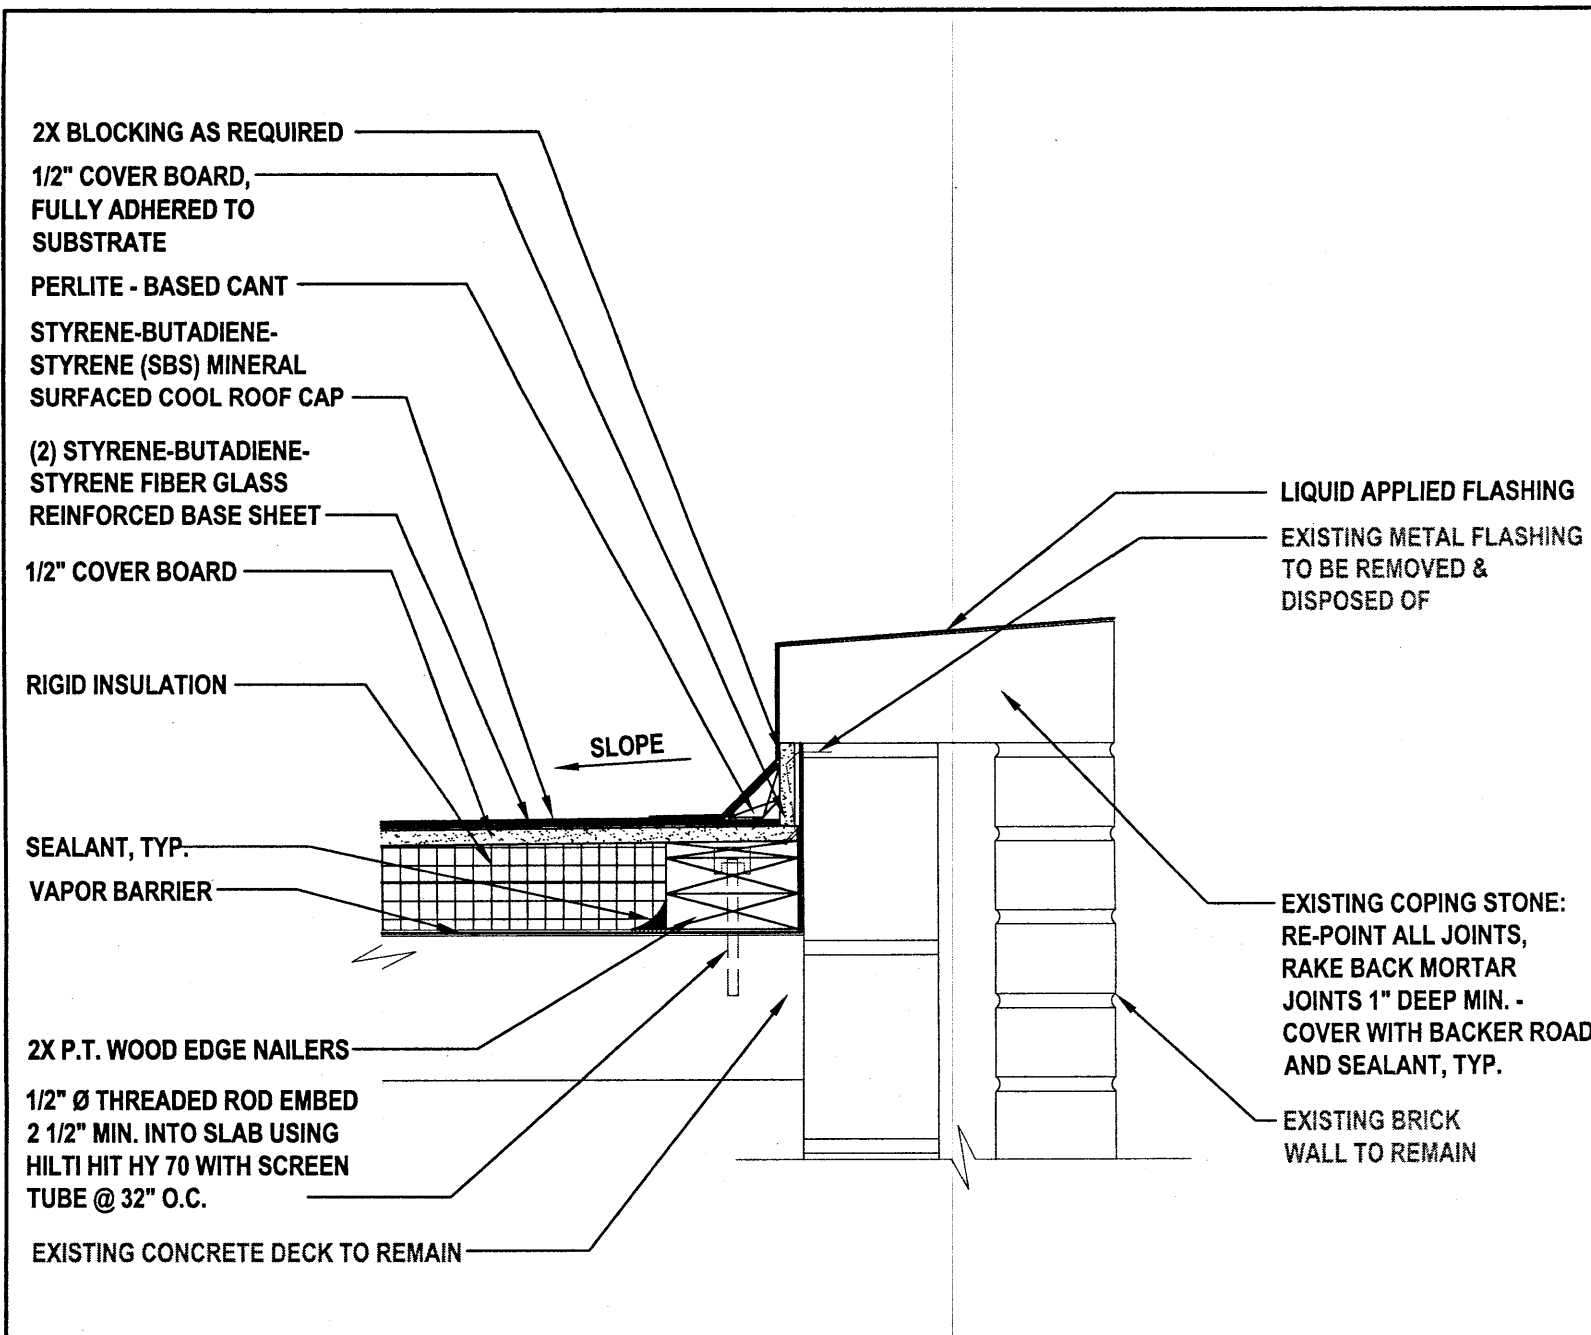 2X BLOCKING AS REQUIRED
1/2" COVER BOARD,
FULLY ADHERED TO
SUBSTRATE
PERLITE - BASED CANT
STYRENE-BUTADIENE-
STYRENE (SBS) MINERAL
SURFACED COOL ROOF CAP
(2) STYRENE-BUTADIENE-
STYRENE FIBER GLASS
REINFORCED BASE SHEET
1/2" COVER BOARD
RIGID INSULATION
SEALANT, TYP.
VAPOR BARRIER
2X P.T. WOOD EDGE NAILERS
1/2" Ø THREADED ROD EMBED
2 1/2" MIN. INTO SLAB USING
HILTI HIT HY 70 WITH SCREEN
TUBE @ 32" O.C.
EXISTING CONCRETE DECK TO REMAIN
SLOPE
LIQUID APPLIED FLASHING
EXISTING METAL FLASHING
TO BE REMOVED &
DISPOSED OF
EXISTING COPING STONE:
RE-POINT ALL JOINTS,
RAKE BACK MORTAR
JOINTS 1" DEEP MIN. -
COVER WITH BACKER ROAD
AND SEALANT, TYP.
EXISTING BRICK
WALL TO REMAIN